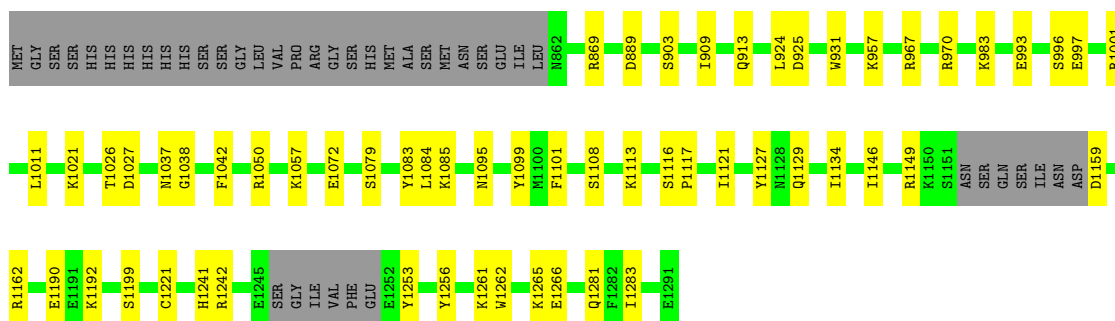 MET GLY SER SER HIS HIS HIS HIS HIS HIS SER SER GLY LEU VAL PRO ARG GLY SER HIS MET ALA SER MET ASN SER GLU ILE LEU N862 R869 D889 S903 I909 Q913 L924 D925 W931 K957 R967 R970 K983 E993 S996 E997
L1011 K1021 T1026 D1027 N1037 G1038 F1042 R1050 K1057 E1072 S1079 Y1083 L1084 K1085 N1095 Y1099 M1100 F1101 S1108 K1113 S1116 P1117 I1121 Y1127 N1128 Q1129 I1134 I1146 R1149 K1150 S1151 ASN SER GLN SER ILE ASN ASP D1159
R1162 E1190 E1191 K1192 S1199 C1221 H1241 R1242 E1245 SER GLY ILE VAL PHE GLU E1252 Y1253 Y1256 K1261 W1262 K1265 E1266 Q1281 F1282 I1283 E1291